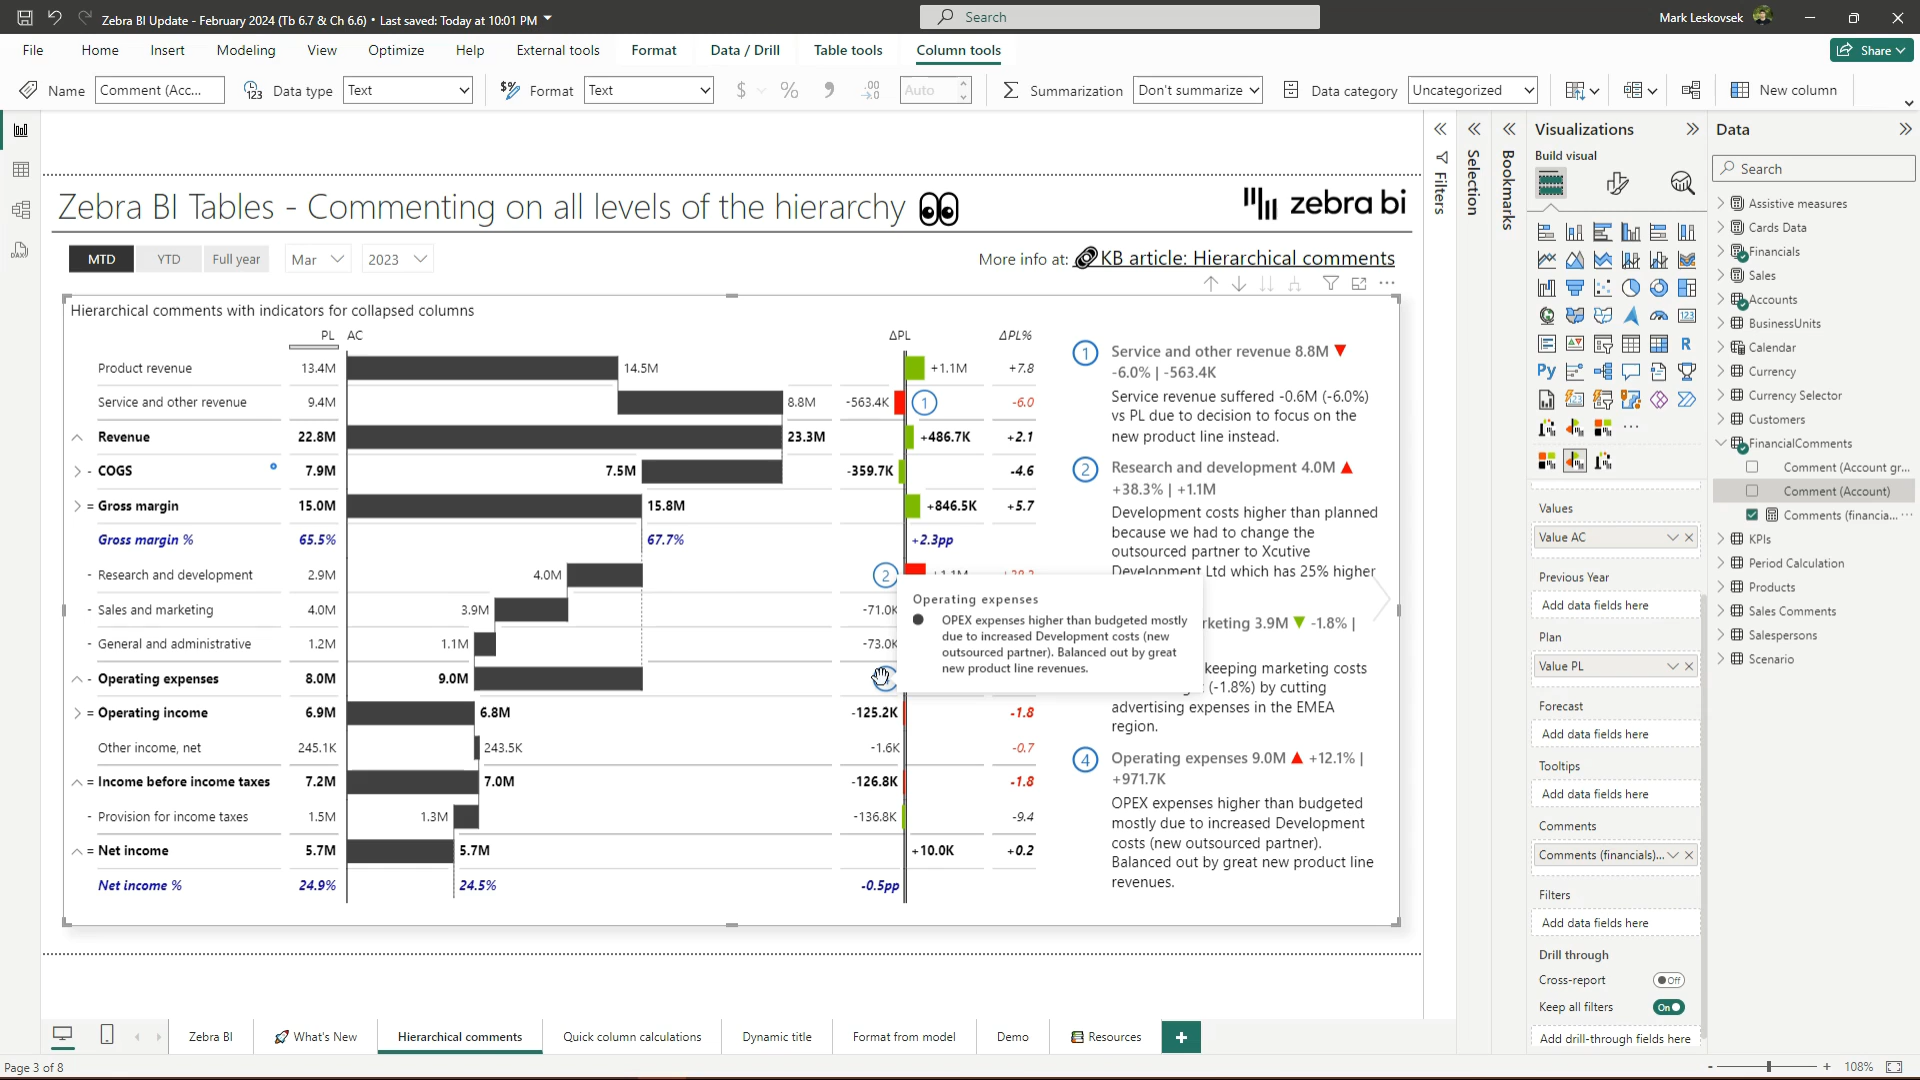 Zebra BI Update - February 2024 (Tb 6.7 & Ch 6.6) • Last saved: Today at 10:01 PM
Search
Mark Leskovsek
File Home Insert Modeling View Optimize Help External tools Format Data / Drill Table tools Column tools
Share
Name Comment (Acc... Data type Text Format Text $ % Auto Summarization Don't summarize Data category Uncategorized New column
Zebra BI Tables - Commenting on all levels of the hierarchy
zebra bi
MTD YTD Full year Mar 2023
More info at: KB article: Hierarchical comments
Hierarchical comments with indicators for collapsed columns
PL AC ΔPL ΔPL%
Product revenue 13.4M 14.5M +1.1M +7.8
Service and other revenue 9.4M 8.8M -563.4K 1 -6.0
Revenue 22.8M 23.3M +486.7K +2.1
- COGS 7.9M 7.5M -359.7K -4.6
= Gross margin 15.0M 15.8M +846.5K +5.7
Gross margin % 65.5% 67.7% +2.3pp
- Research and development 2.9M 4.0M 2
- Sales and marketing 4.0M 3.9M -71.0K
- General and administrative 1.2M 1.1M -73.0K
- Operating expenses 8.0M 9.0M
= Operating income 6.9M 6.8M -125.2K -1.8
Other income, net 245.1K 243.5K -1.6K -0.7
= Income before income taxes 7.2M 7.0M -126.8K -1.8
- Provision for income taxes 1.5M 1.3M -136.8K -9.4
= Net income 5.7M 5.7M +10.0K +0.2
Net income % 24.9% 24.5% -0.5pp
Operating expenses
OPEX expenses higher than budgeted mostly
due to increased Development costs (new
outsourced partner). Balanced out by great
new product line revenues.
1 Service and other revenue 8.8M
-6.0% | -563.4K
Service revenue suffered -0.6M (-6.0%)
vs PL due to decision to focus on the
new product line instead.
2 Research and development 4.0M
+38.3% | +1.1M
Development costs higher than planned
because we had to change the
outsourced partner to Xcutive
Development Ltd which has 25% higher
rketing 3.9M -1.8% |
keeping marketing costs
(-1.8%) by cutting
advertising expenses in the EMEA
region.
4 Operating expenses 9.0M +12.1% |
+971.7K
OPEX expenses higher than budgeted
mostly due to increased Development
costs (new outsourced partner).
Balanced out by great new product line
revenues.
Filters
Selection
Bookmarks
Visualizations
Build visual
123
R
Py
Values
Value AC
Previous Year
Add data fields here
Plan
Value PL
Forecast
Add data fields here
Tooltips
Add data fields here
Comments
Comments (financials)...
Filters
Add data fields here
Drill through
Cross-report Off
Keep all filters On
Add drill-through fields here
Data
Search
Assistive measures
Cards Data
Financials
Sales
Accounts
BusinessUnits
Calendar
Currency
Currency Selector
Customers
FinancialComments
Comment (Account gr...
Comment (Account)
Comments (financia...
KPIs
Period Calculation
Products
Sales Comments
Salespersons
Scenario
Zebra BI What's New Hierarchical comments Quick column calculations Dynamic title Format from model Demo Resources +
Page 3 of 8
- + 108%